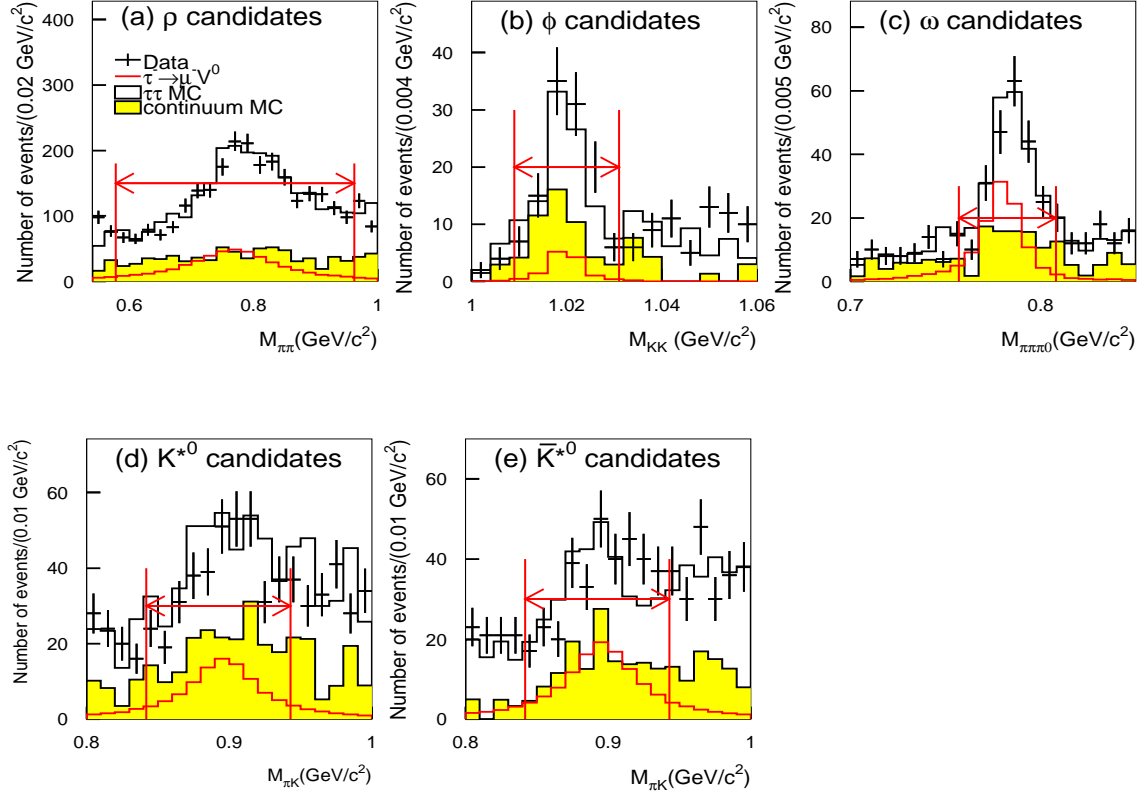 (a) ρ candidates
Number of events/(0.02 GeV/c²)
400
300
200
100
0
Data
τ⁻→μ⁻V⁰
ττ MC
continuum MC
0.6
0.8
1
M_ππ(GeV/c²)
(b) ϕ candidates
Number of events/(0.004 GeV/c²)
40
30
20
10
0
1
1.02
1.04
1.06
M_KK (GeV/c²)
(c) ω candidates
Number of events/(0.005 GeV/c²)
80
60
40
20
0
0.7
0.8
M_πππ0(GeV/c²)
(d) K*⁰ candidates
Number of events/(0.01 GeV/c²)
60
40
20
0
0.8
0.9
1
M_πK(GeV/c²)
(e) K̅*⁰ candidates
Number of events/(0.01 GeV/c²)
60
40
20
0
0.8
0.9
1
M_πK(GeV/c²)